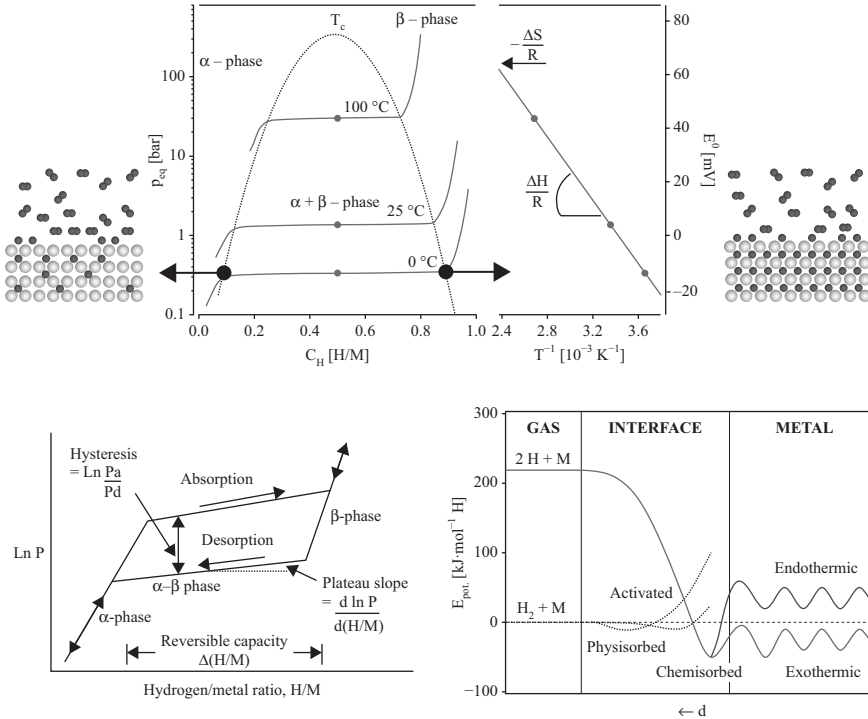 T_c
β – phase
α – phase
100 °C
α + β – phase
25 °C
0 °C
100
10
1
0.1
p_eq [bar]
0.0 0.2 0.4 0.6 0.8 1.0
C_H [H/M]
− ΔS
R
ΔH
R
80
60
40
20
0
−20
E⁰ [mV]
2.4 2.8 3.2 3.6
T⁻¹ [10⁻³ K⁻¹]
Hysteresis
= Ln Pa
Pd
Absorption
Desorption
β-phase
Ln P
α–β phase
α-phase
Plateau slope
= d ln P
d(H/M)
Reversible capacity
Δ(H/M)
Hydrogen/metal ratio, H/M
300
200
100
0
−100
E_pot. [kJ·mol⁻¹ H]
GAS INTERFACE METAL
2 H + M
H₂ + M
Activated
Physisorbed
Chemisorbed
Endothermic
Exothermic
← d